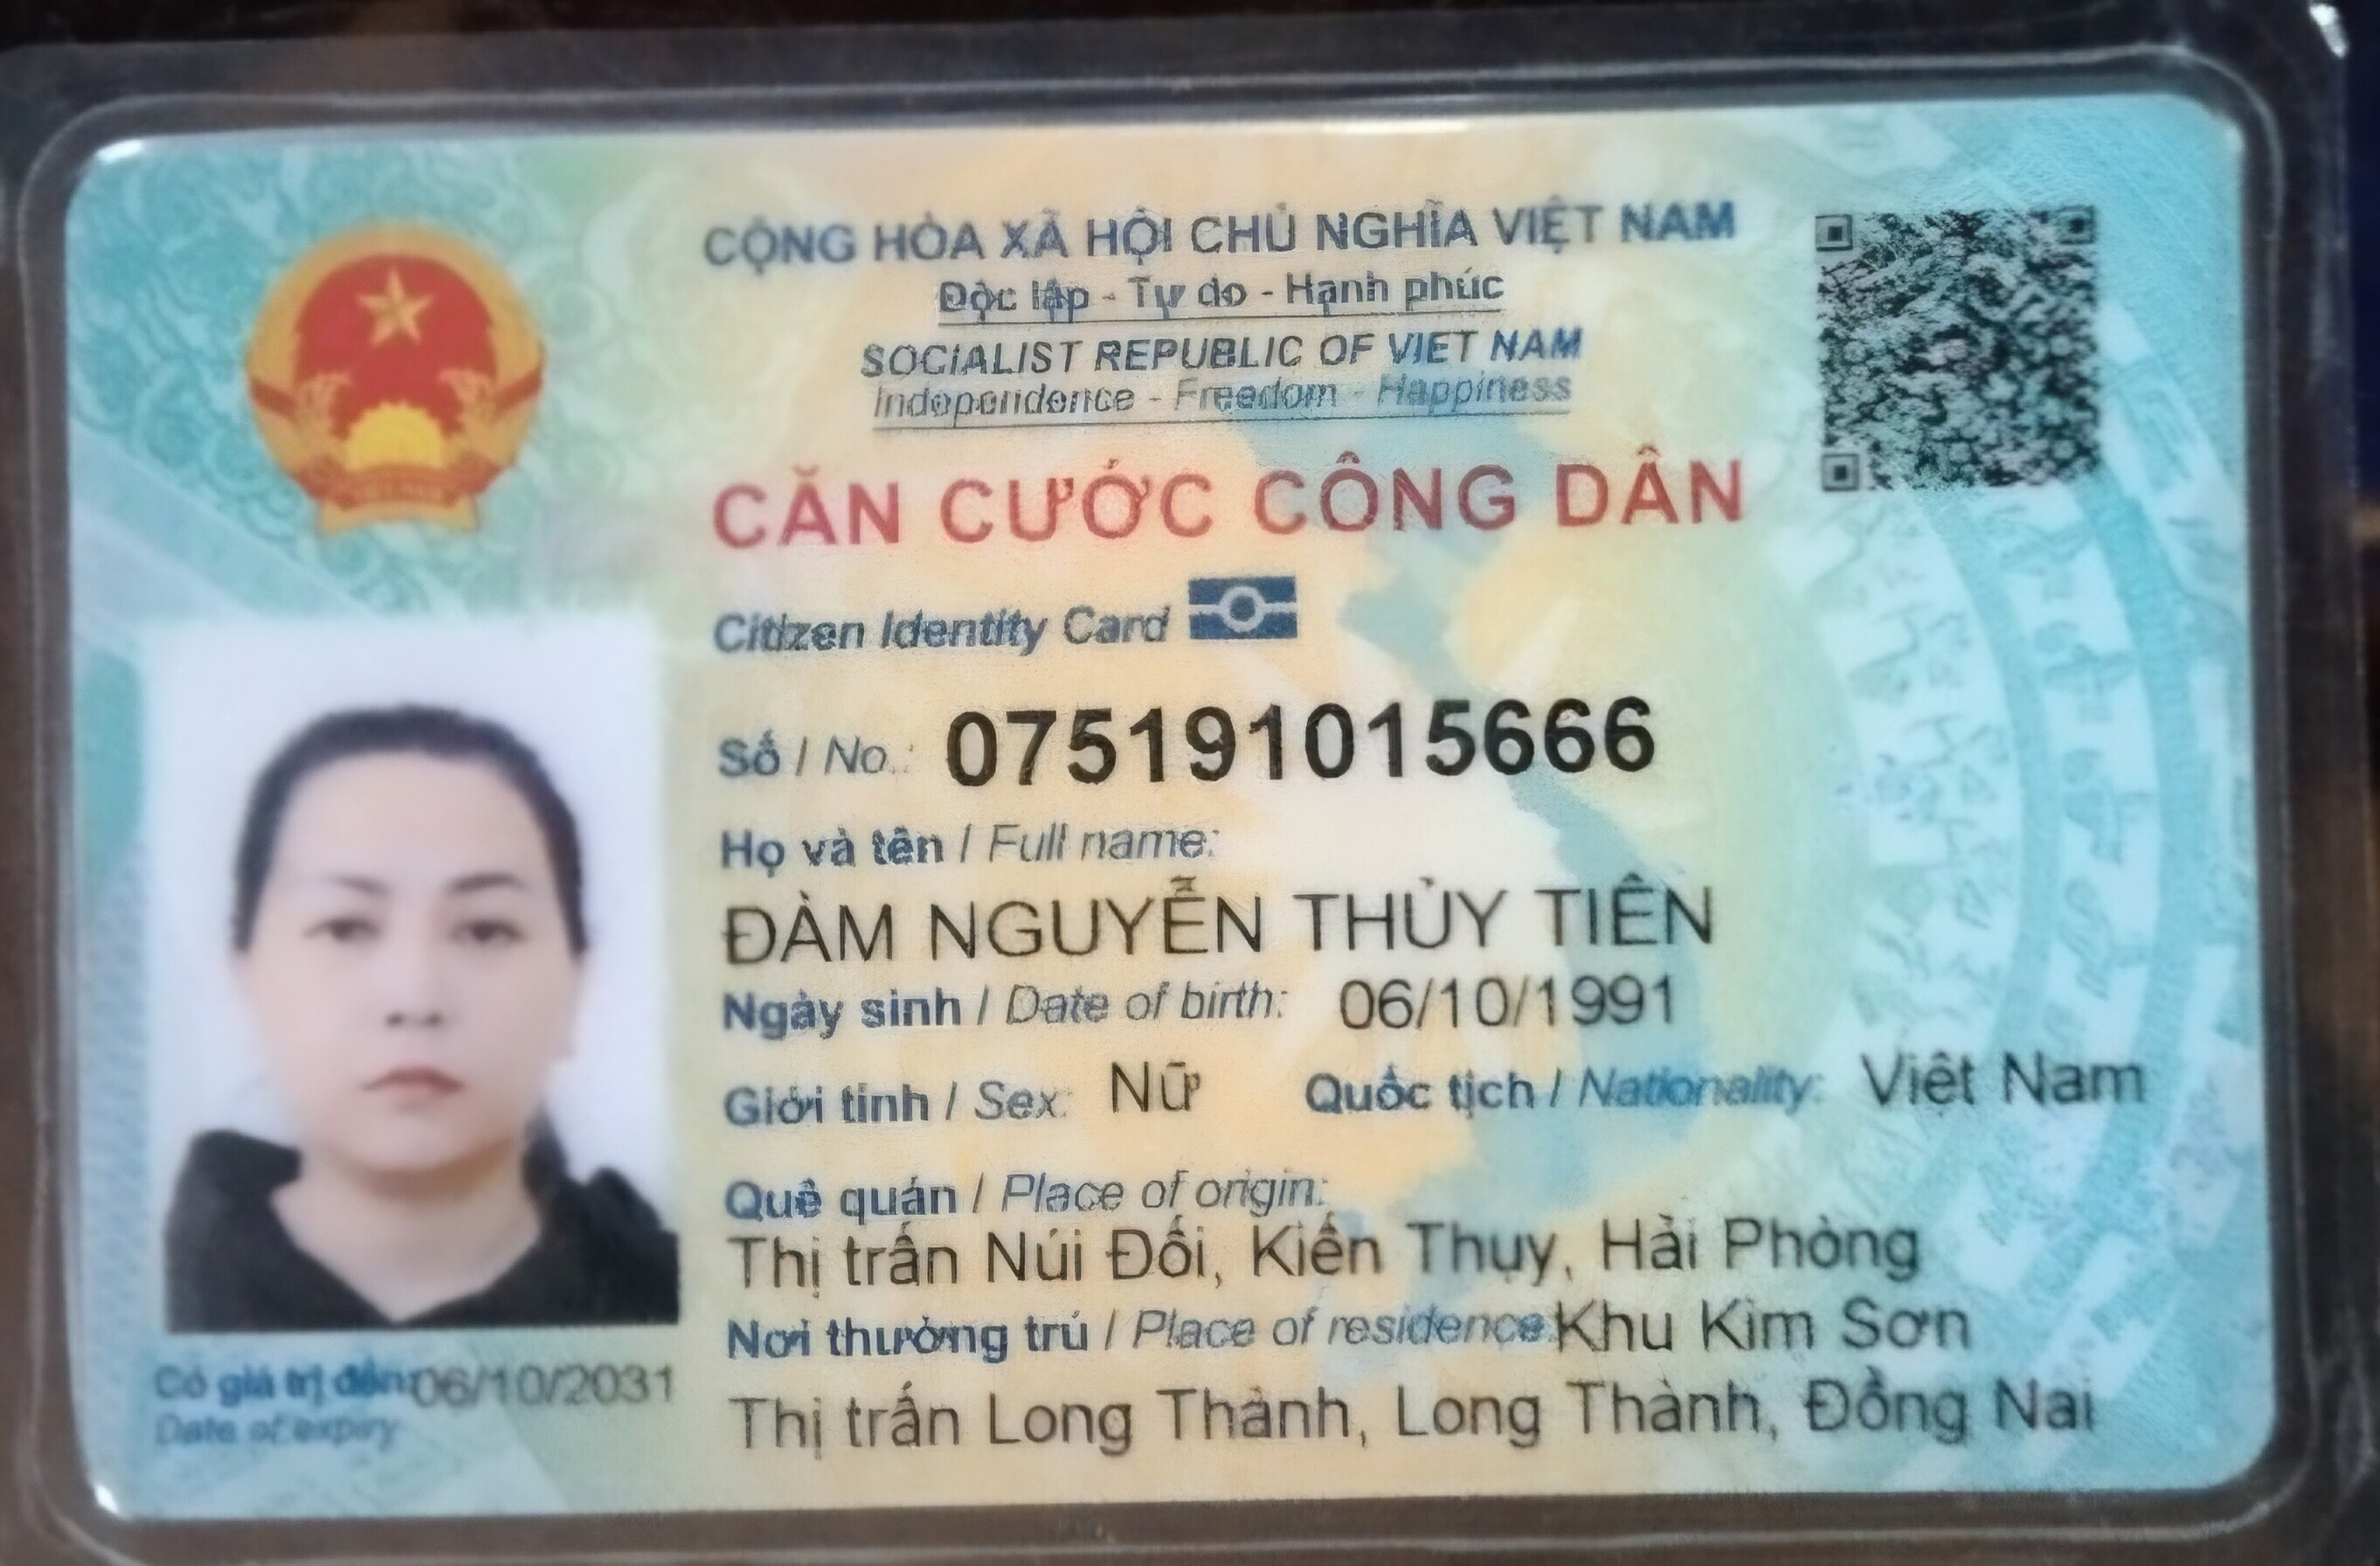 CỘNG HÒA XÃ HỘI CHỦ NGHĨA VIỆT NAM
Độc lập - Tự do - Hạnh phúc
SOCIALIST REPUBLIC OF VIET NAM
Independence - Freedom - Happiness
CĂN CƯỚC CÔNG DÂN
Citizen Identity Card
Số / No.: 075191015666
Họ và tên / Full name:
ĐÀM NGUYỄN THỦY TIÊN
Ngày sinh / Date of birth: 06/10/1991
Giới tính / Sex: Nữ Quốc tịch / Nationality: Việt Nam
Quê quán / Place of origin:
Thị trấn Núi Đối, Kiến Thụy, Hải Phòng
Nơi thường trú / Place of residence: Khu Kim Sơn
Thị trấn Long Thành, Long Thành, Đồng Nai
Có giá trị đến: 06/10/2031
Date of expiry